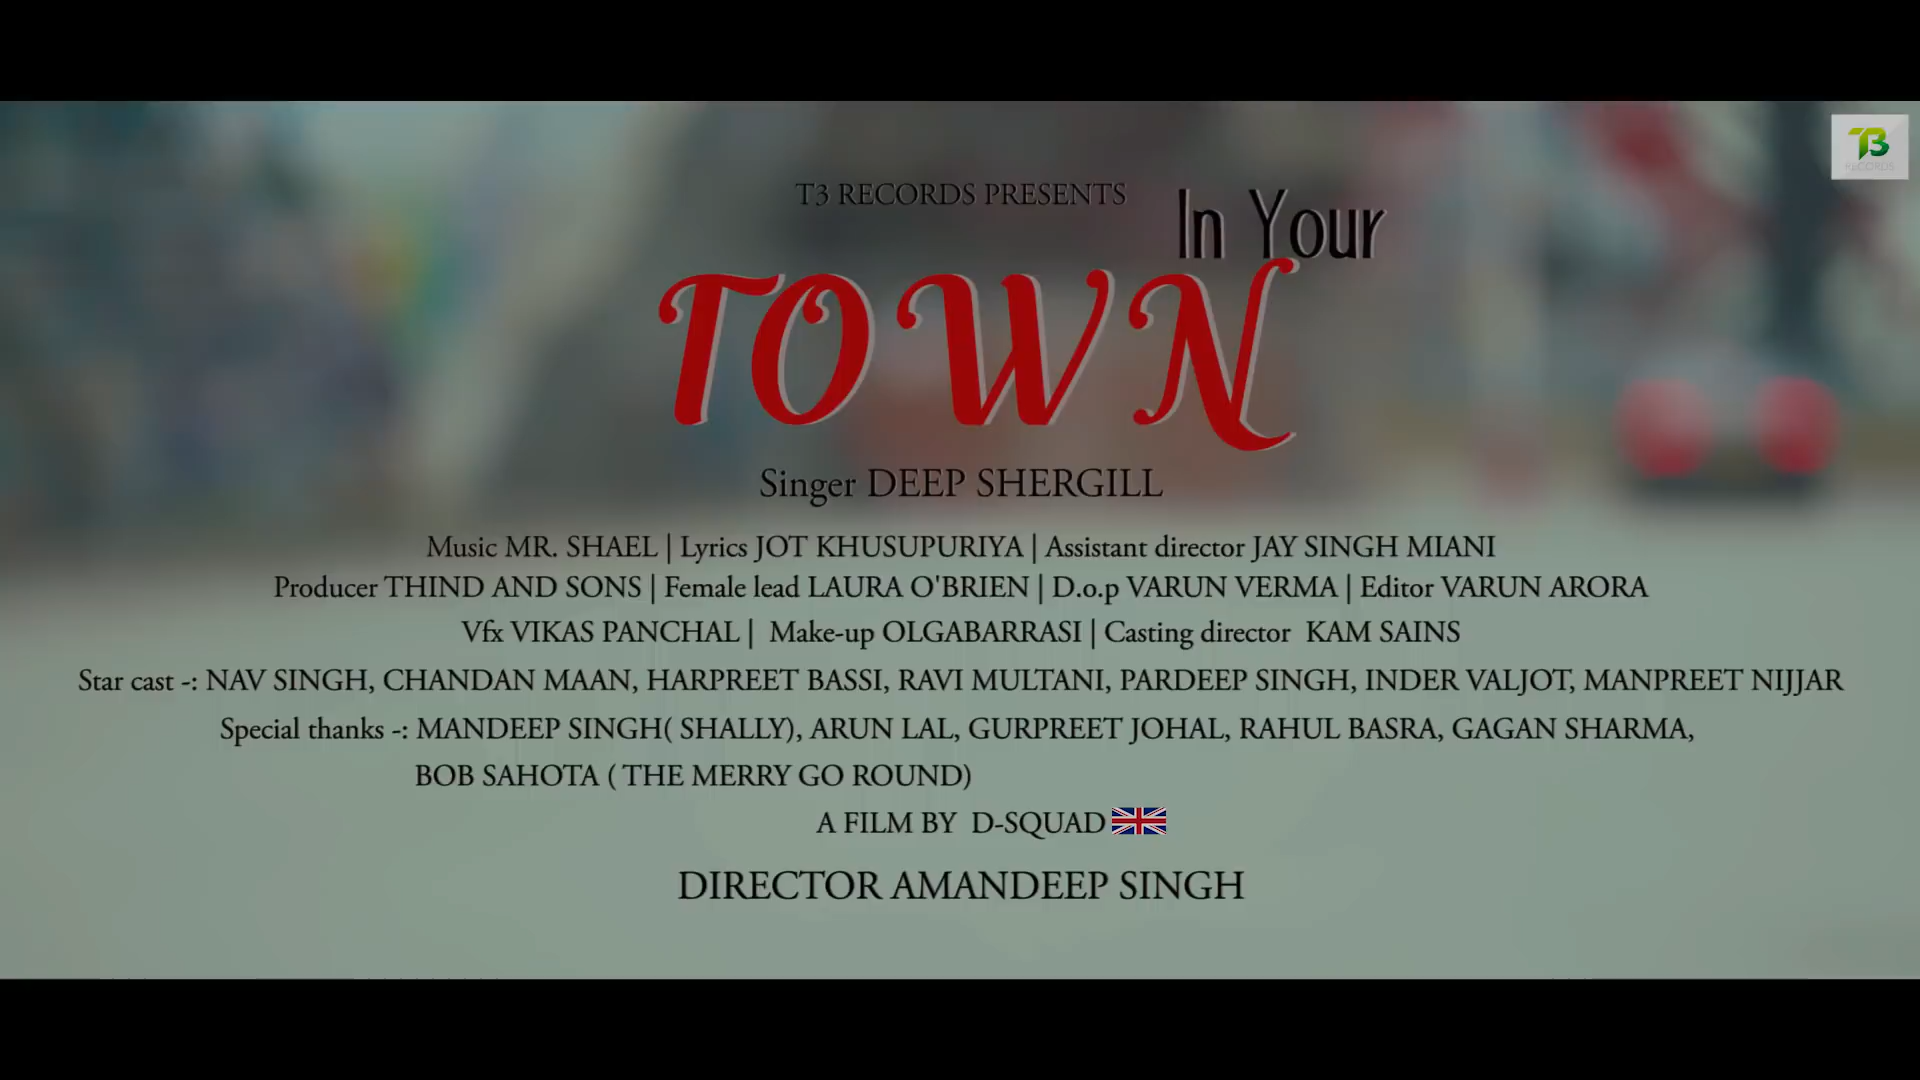 T3 RECORDS PRESENTS
In Your
TOWN
Singer DEEP SHERGILL
Music MR. SHAEL | Lyrics JOT KHUSUPURIYA | Assistant director JAY SINGH MIANI
Producer THIND AND SONS | Female lead LAURA O'BRIEN | D.o.p VARUN VERMA | Editor VARUN ARORA
Vfx VIKAS PANCHAL | Make-up OLGABARRASI | Casting director KAM SAINS
Star cast -: NAV SINGH, CHANDAN MAAN, HARPREET BASSI, RAVI MULTANI, PARDEEP SINGH, INDER VALJOT, MANPREET NIJJAR
Special thanks -: MANDEEP SINGH( SHALLY), ARUN LAL, GURPREET JOHAL, RAHUL BASRA, GAGAN SHARMA,
BOB SAHOTA ( THE MERRY GO ROUND)
A FILM BY D-SQUAD
DIRECTOR AMANDEEP SINGH
T3
RECORDS